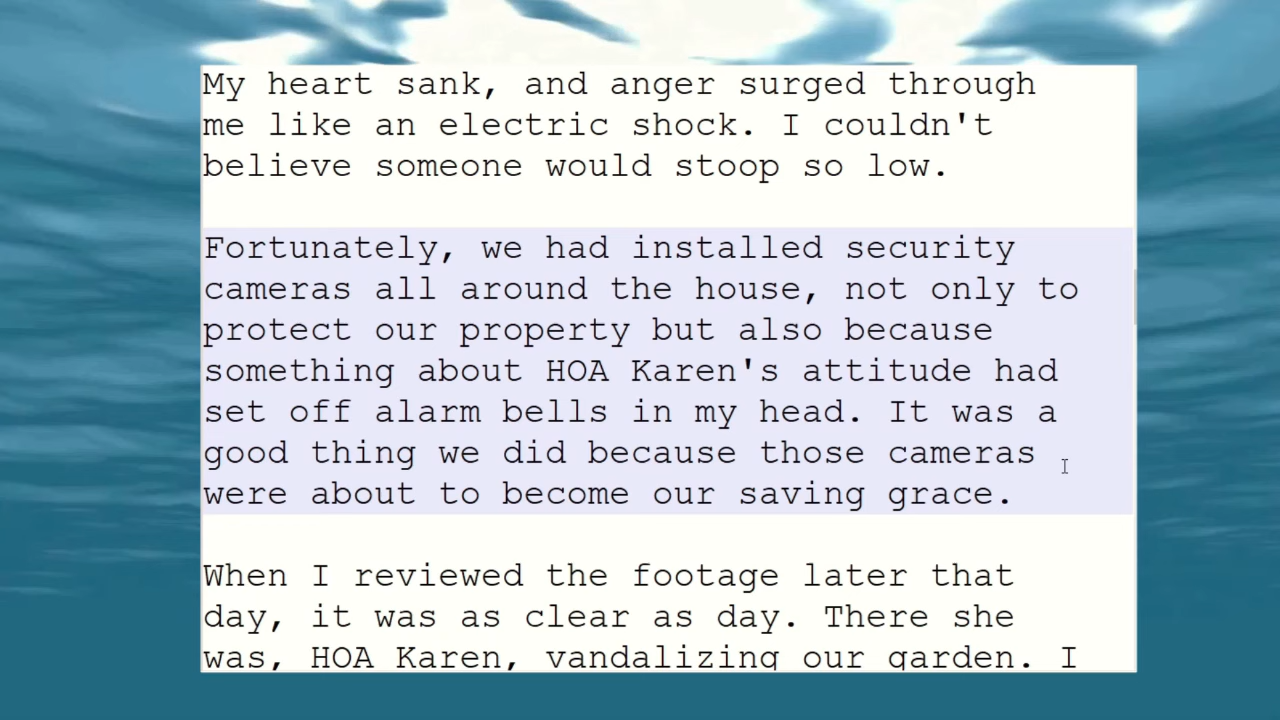 My heart sank, and anger surged through
me like an electric shock. I couldn't
believe someone would stoop so low.
Fortunately, we had installed security
cameras all around the house, not only to
protect our property but also because
something about HOA Karen's attitude had
set off alarm bells in my head. It was a
good thing we did because those cameras
were about to become our saving grace.
When I reviewed the footage later that
day, it was as clear as day. There she
was, HOA Karen, vandalizing our garden. I